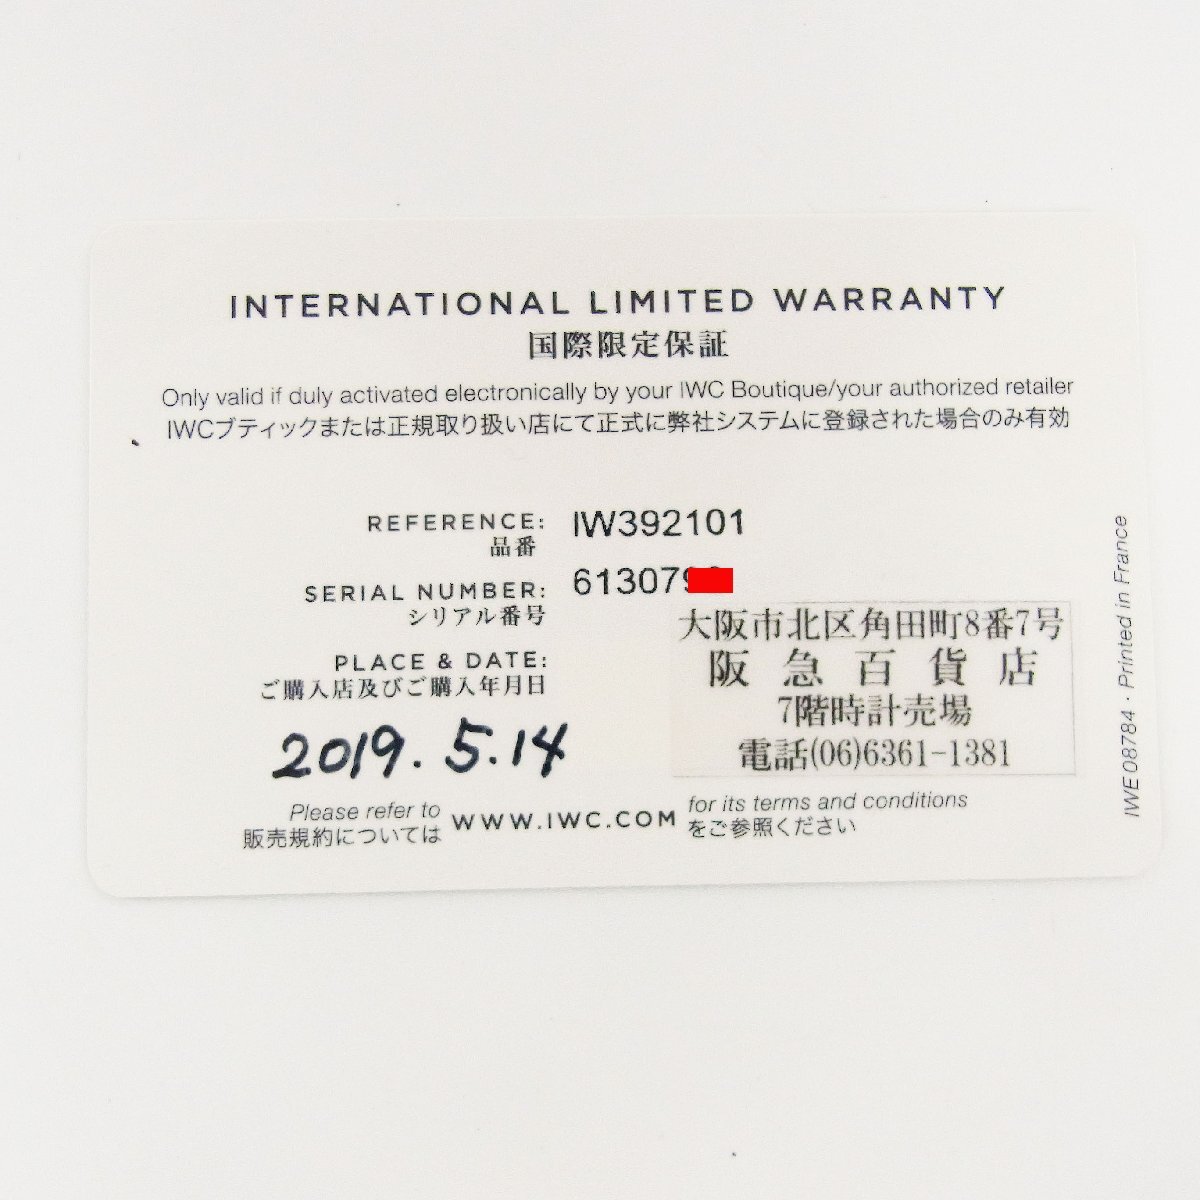 INTERNATIONAL LIMITED WARRANTY
国際限定保証
Only valid if duly activated electronically by your IWC Boutique/your authorized retailer
IWCブティックまたは正規取り扱い店にて正式に弊社システムに登録された場合のみ有効
REFERENCE: IW392101
品番
SERIAL NUMBER: 613079
シリアル番号
PLACE & DATE:
ご購入店及びご購入年月日
2019.5.14
大阪市北区角田町8番7号
阪急百貨店
7階時計売場
電話(06)6361-1381
Please refer to WWW.IWC.COM for its terms and conditions
販売規約については をご参照ください
IWE08784 · Printed in France